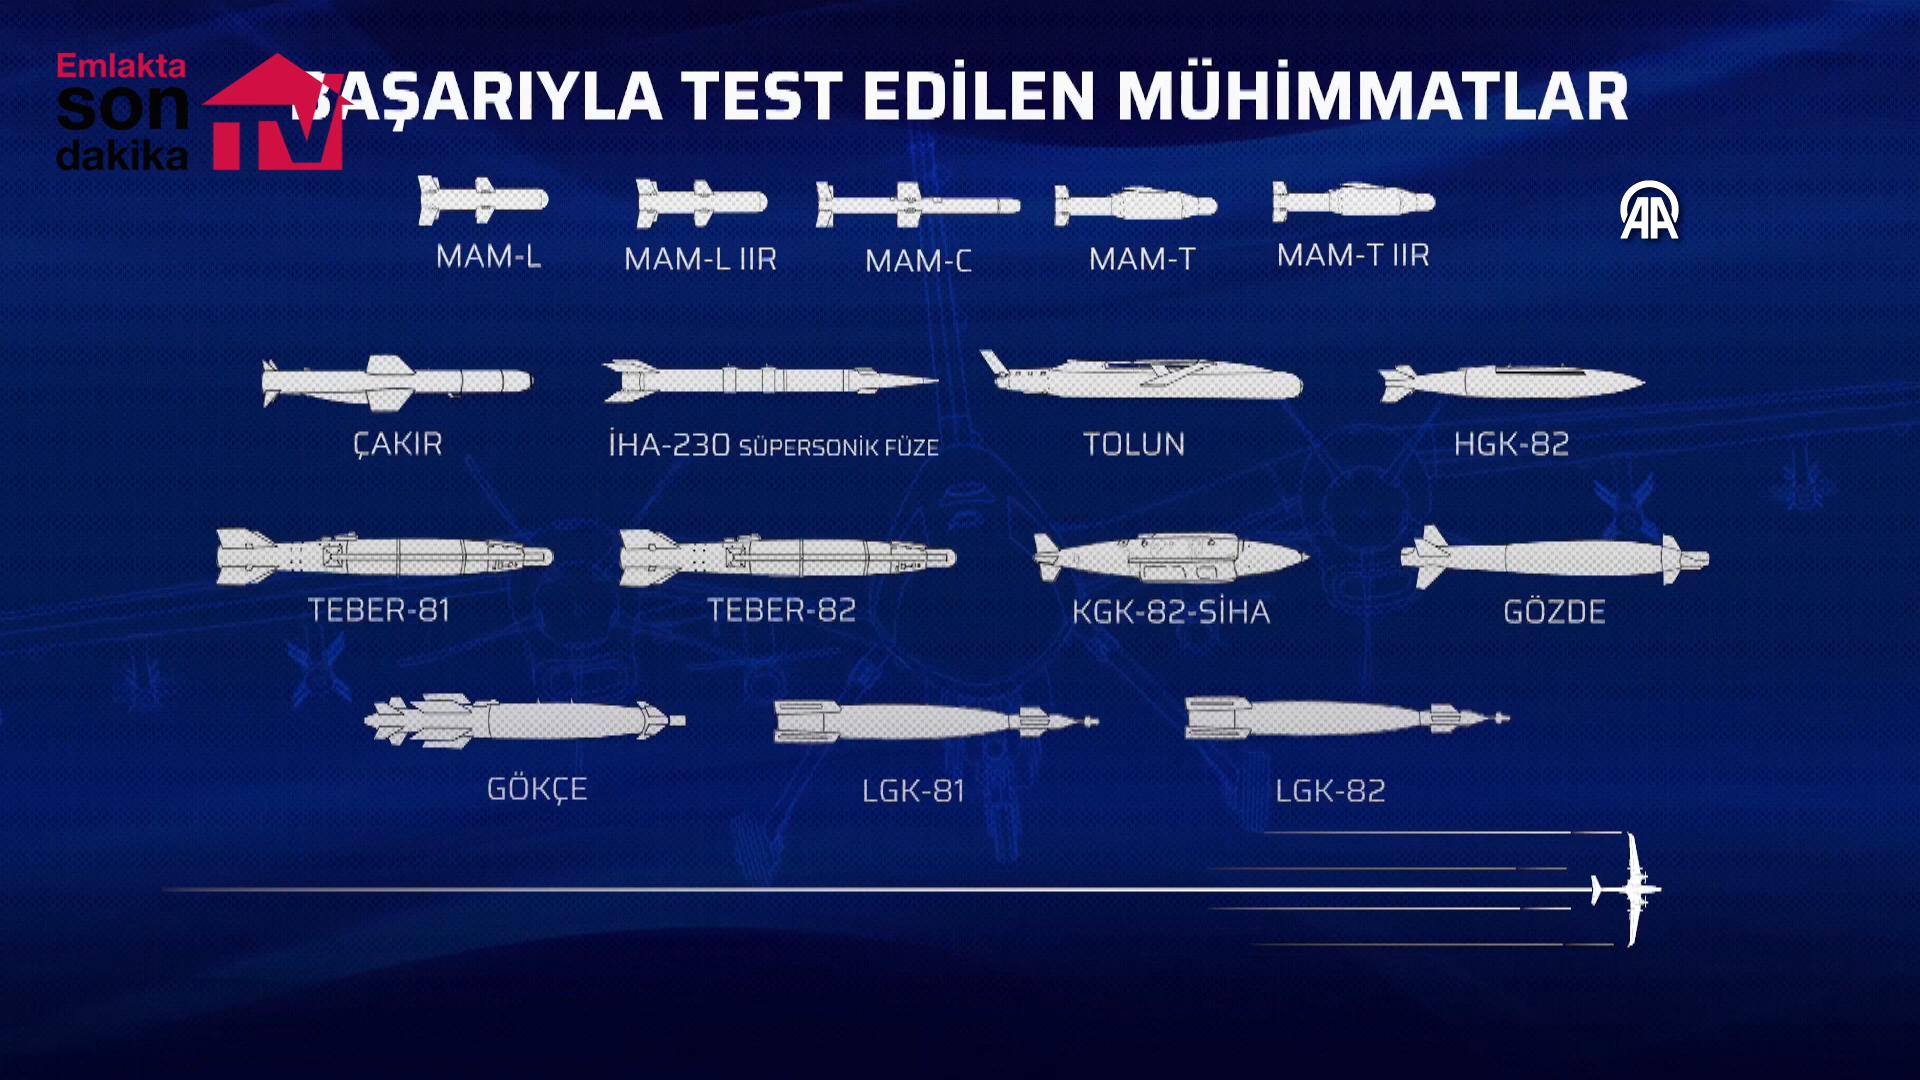 Emlakta
son
dakika
TV
BAŞARIYLA TEST EDİLEN MÜHİMMATLAR
AA
MAM-L
MAM-L IIR
MAM-C
MAM-T
MAM-T IIR
ÇAKIR
İHA-230 SÜPERSONİK FÜZE
TOLUN
HGK-82
TEBER-81
TEBER-82
KGK-82-SİHA
GÖZDE
GÖKÇE
LGK-81
LGK-82